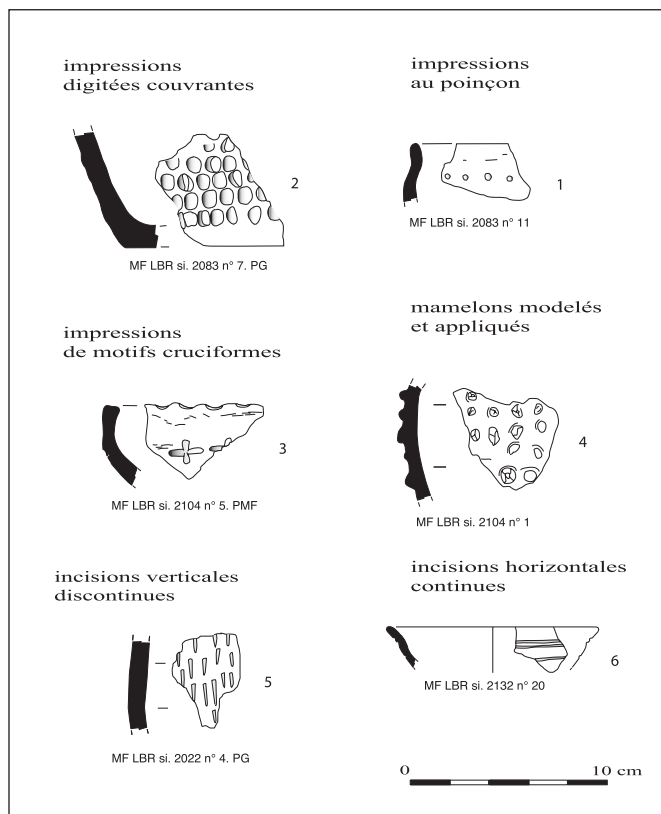 impressions
digitées couvrantes
2
MF LBR si. 2083 n° 7. PG
impressions
au poinçon
1
MF LBR si. 2083 n° 11
impressions
de motifs cruciformes
3
MF LBR si. 2104 n° 5. PMF
mamelons modelés
et appliqués
4
MF LBR si. 2104 n° 1
incisions verticales
discontinues
5
MF LBR si. 2022 n° 4. PG
incisions horizontales
continues
6
MF LBR si. 2132 n° 20
0 10 cm